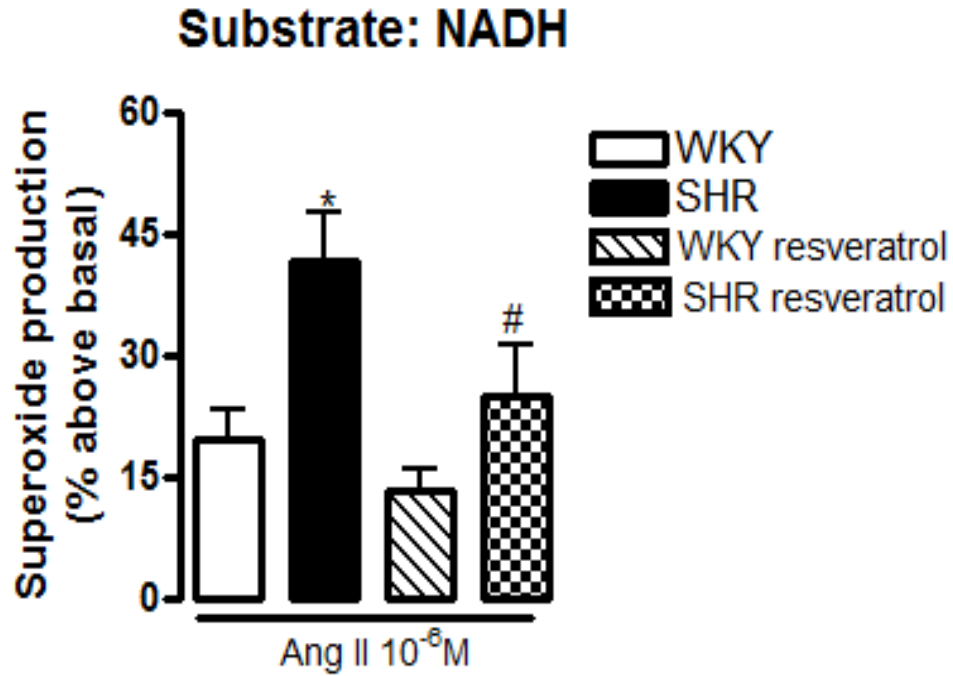 Substrate: NADH
Superoxide production
(% above basal)
60
45
30
15
0
*
#
WKY
SHR
WKY resveratrol
SHR resveratrol
Ang II 10⁻⁶M